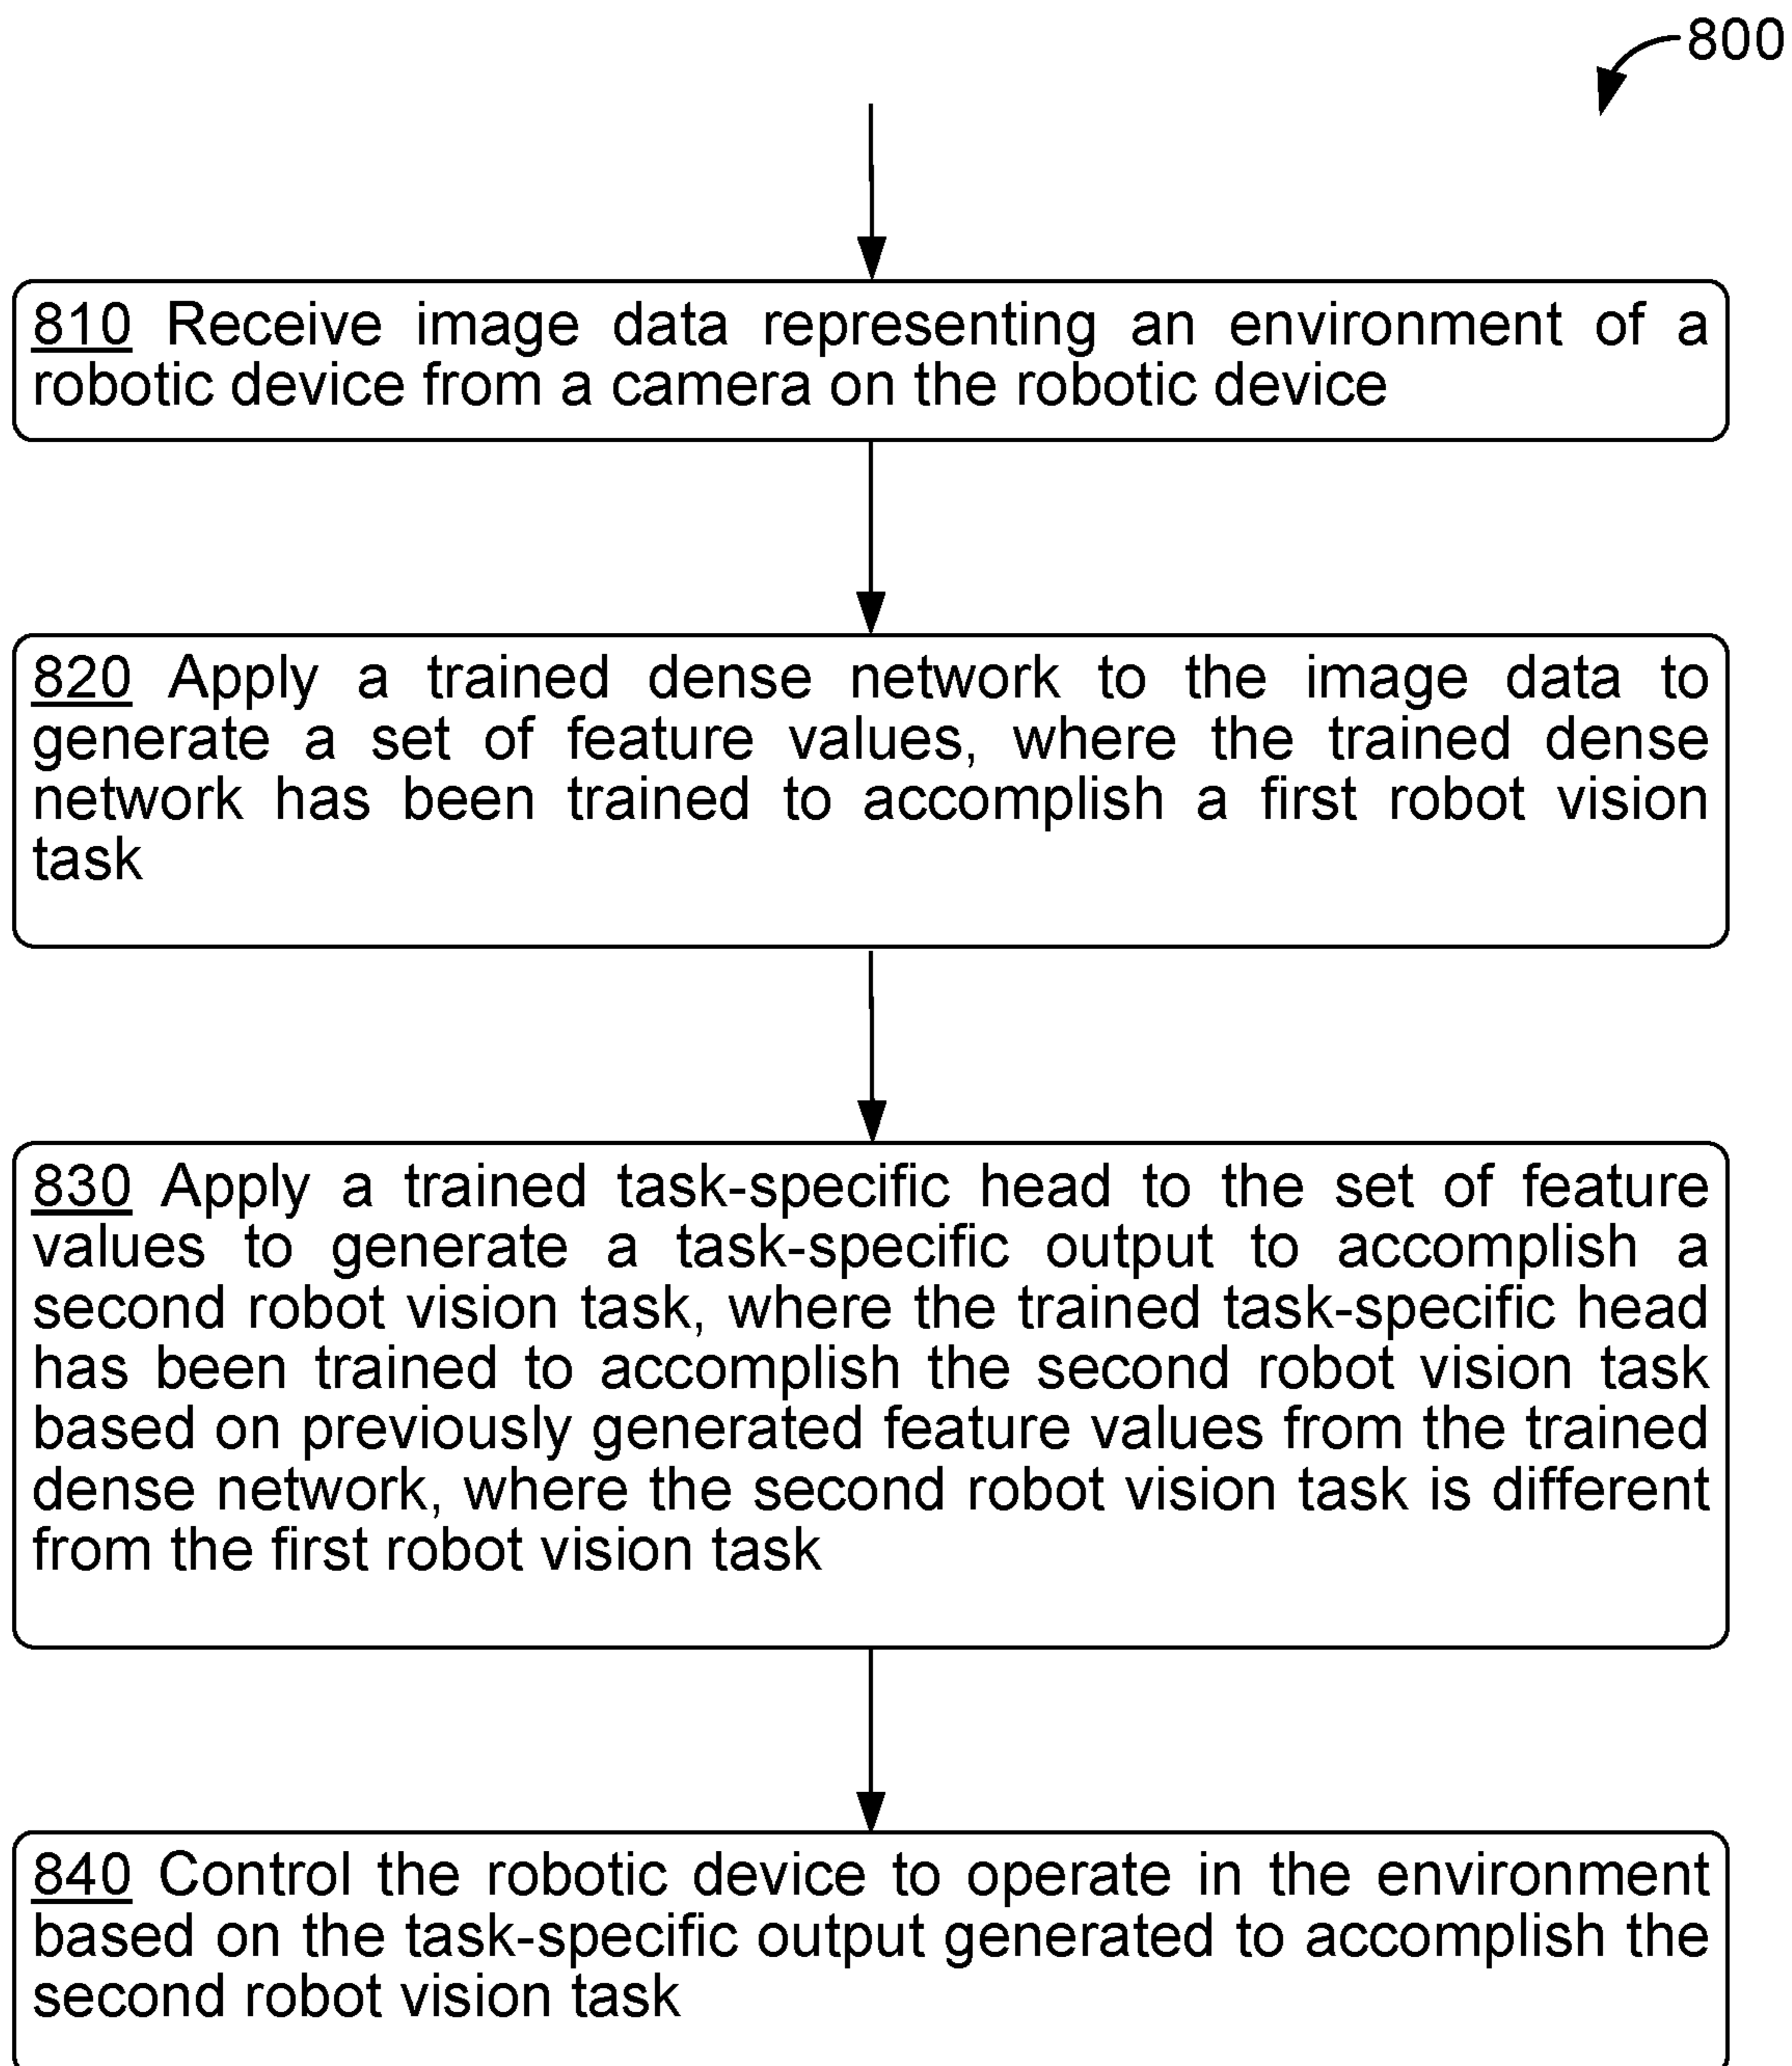 800
810 Receive image data representing an environment of a
robotic device from a camera on the robotic device
820 Apply a trained dense network to the image data to
generate a set of feature values, where the trained dense
network has been trained to accomplish a first robot vision
task
830 Apply a trained task-specific head to the set of feature
values to generate a task-specific output to accomplish a
second robot vision task, where the trained task-specific head
has been trained to accomplish the second robot vision task
based on previously generated feature values from the trained
dense network, where the second robot vision task is different
from the first robot vision task
840 Control the robotic device to operate in the environment
based on the task-specific output generated to accomplish the
second robot vision task